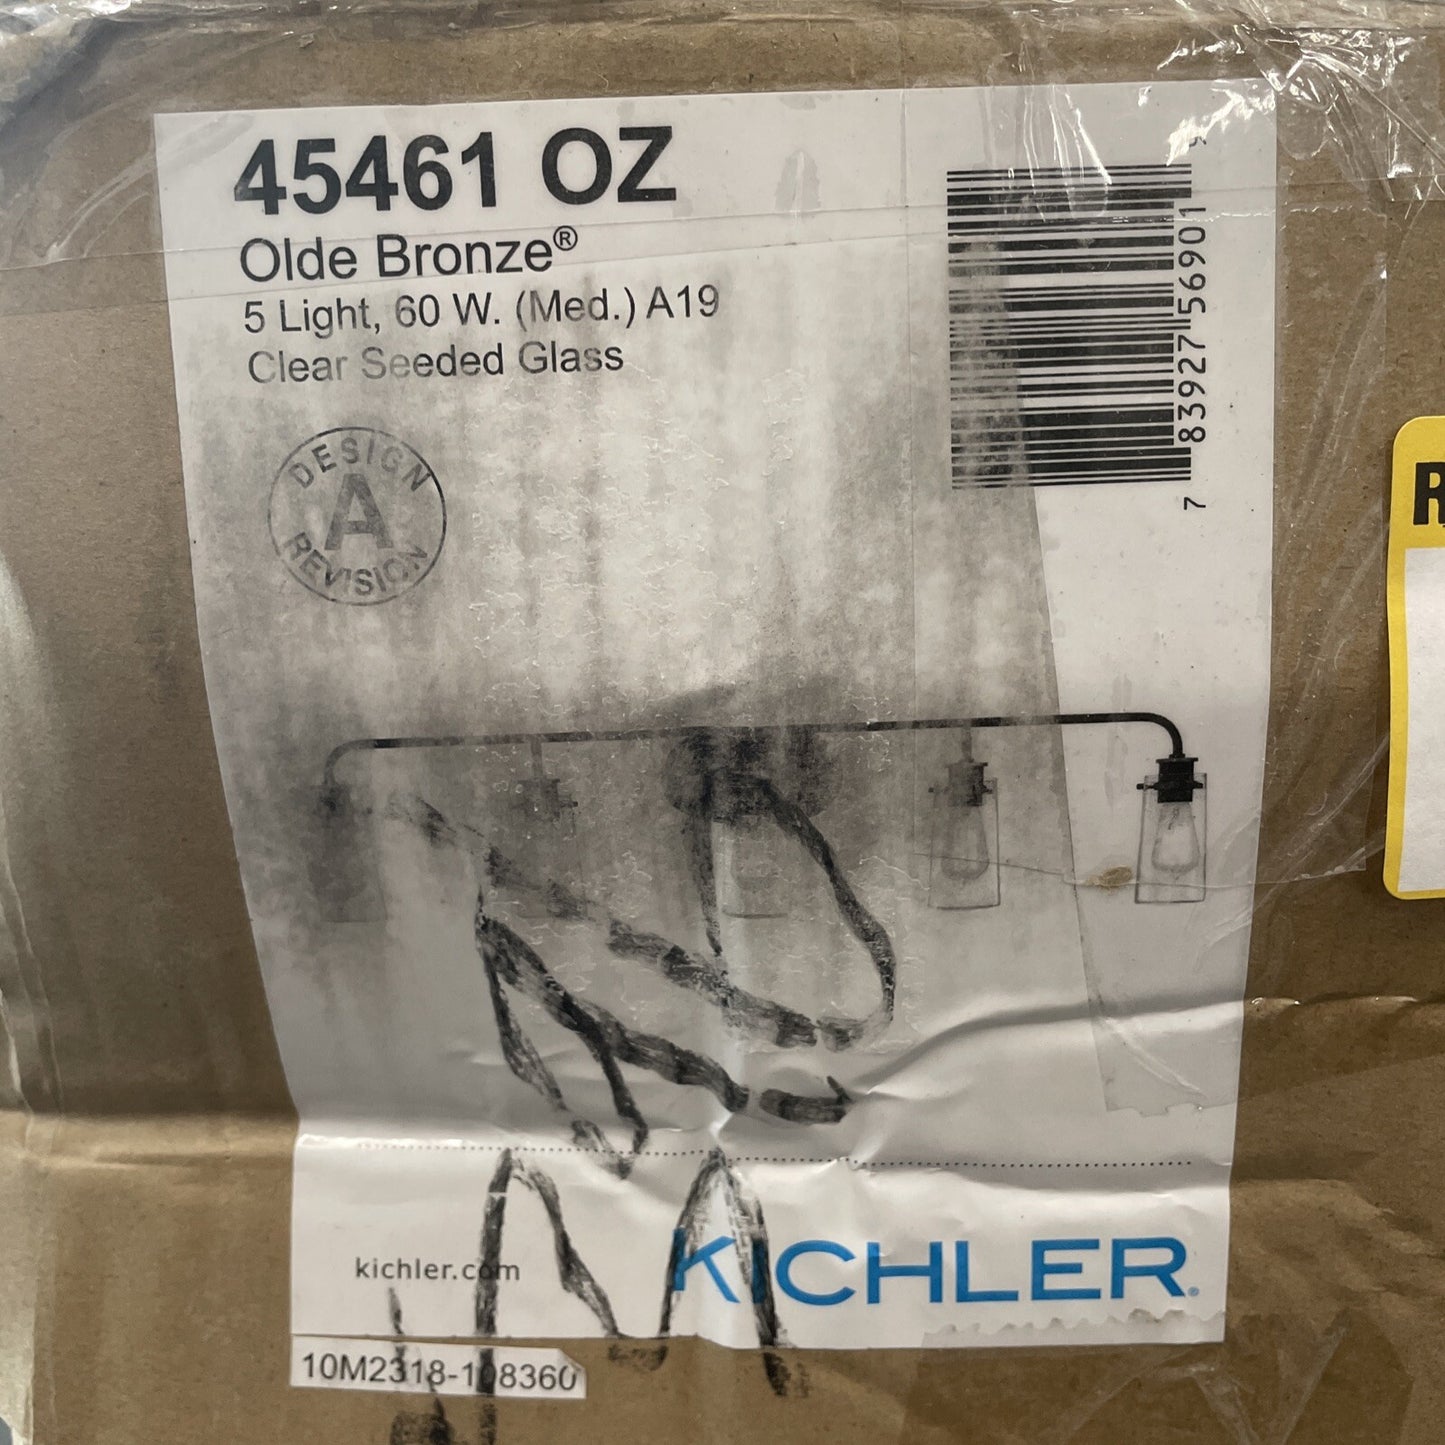 45461 OZ
Olde Bronze®
5 Light, 60 W. (Med.) A19
Clear Seeded Glass
DESIGN
A
REVISION
7 83927 56901 9
R
kichler.com
KICHLER®
10M2318-108360